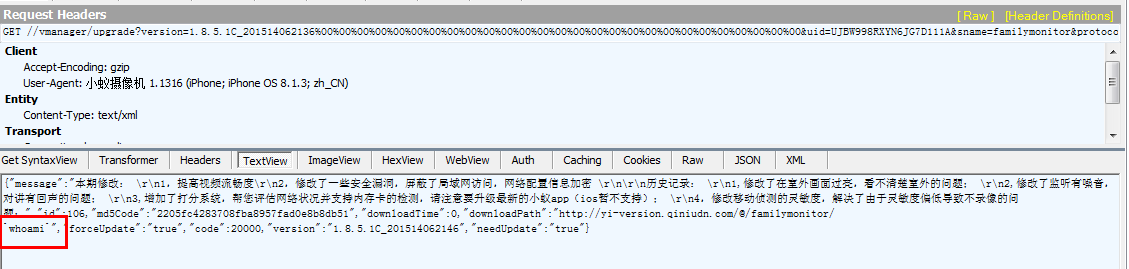 Request Headers [ Raw ] [Header Definitions]
GET //vmanager/upgrade?version=1.8.5.1C_201514062136%00%00%00%00%00%00%00%00%00%00%00%00%00%00%00%00%00%00%00%00%00%00%00%00%00%00%00%00%00%00%00%00%00%00&uid=UJBW998RXYN6JG7D111A&sname=familymonitor&protoco
Client
Accept-Encoding: gzip
User-Agent: 小蚁摄像机 1.1316 (iPhone; iPhone OS 8.1.3; zh_CN)
Entity
Content-Type: text/xml
Transport
Get SyntaxView Transformer Headers TextView ImageView HexView WebView Auth Caching Cookies Raw JSON XML
{"message":"本期修改： \r\n1，提高视频流畅度\r\n2，修改了一些安全漏洞，屏蔽了局域网访问，网络配置信息加密 \r\n\r\n历史记录： \r\n1,修改了在室外画面过亮，看不清楚室外的问题； \r\n2,修改了监听有噪音，
对讲有回声的问题； \r\n3,增加了打分系统，帮您评估网络状况并支持内存卡的检测，请注意要升级最新的小蚁app（ios暂不支持）； \r\n4，修改移动侦测的灵敏度，解决了由于灵敏度偏低导致不录像的问
题；","id":106,"md5Code":"2205fc4283708fba8957fad0e8b8db51","downloadTime":0,"downloadPath":"http://yi-version.qiniudn.com/@/familymonitor/
`whoami`","forceUpdate":"true","code":20000,"version":"1.8.5.1C_201514062146","needUpdate":"true"}